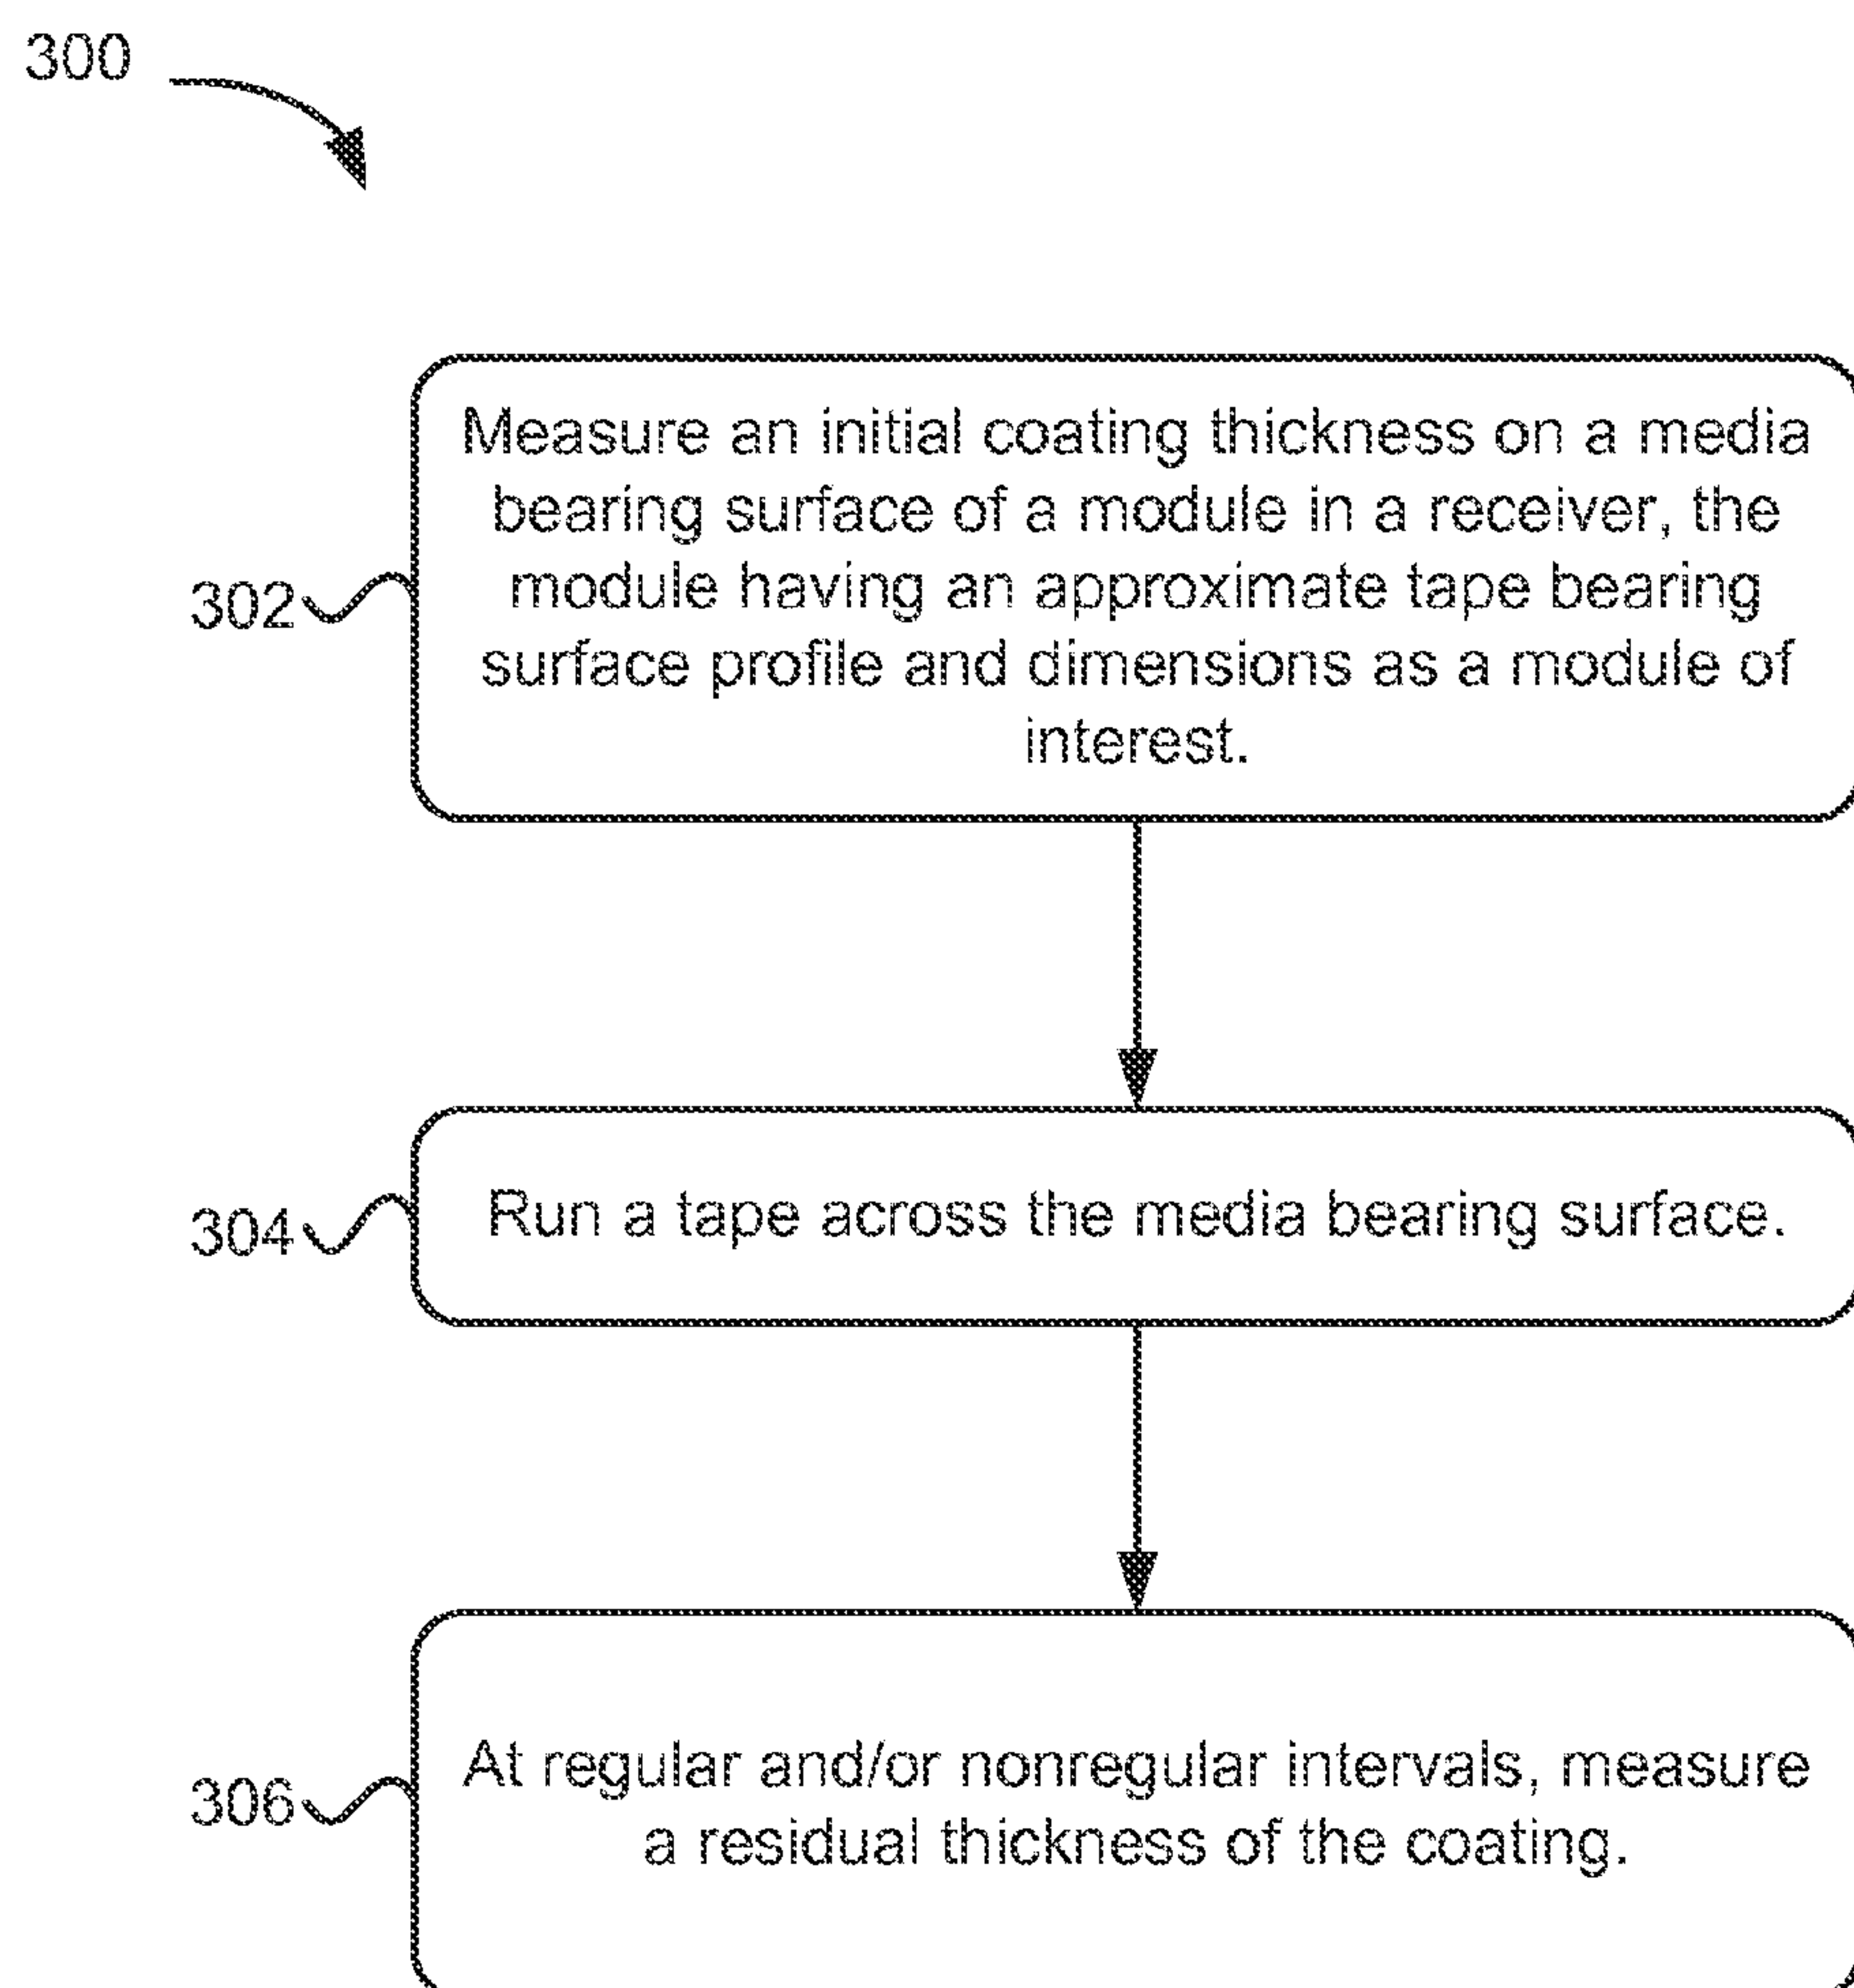 300
Measure an initial coating thickness on a media
bearing surface of a module in a receiver, the
module having an approximate tape bearing
surface profile and dimensions as a module of
interest.
302
Run a tape across the media bearing surface.
304
At regular and/or nonregular intervals, measure
a residual thickness of the coating.
306